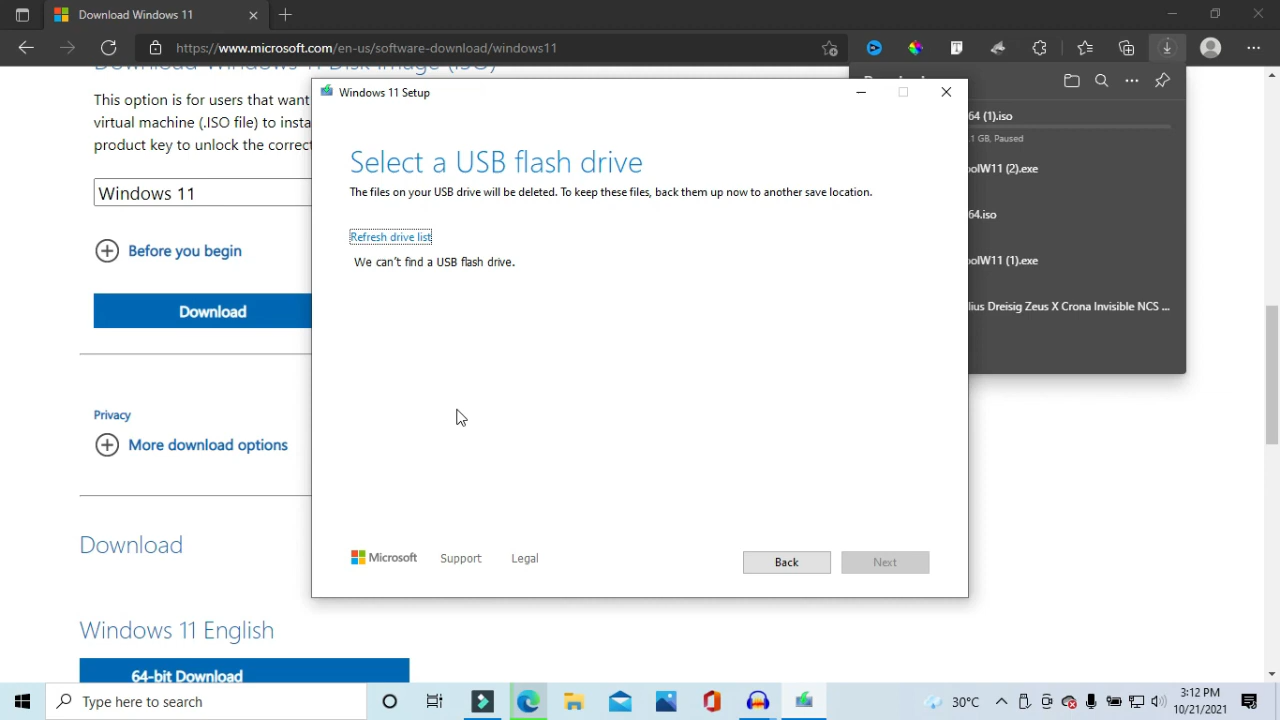 Download Windows 11
https://www.microsoft.com/en-us/software-download/windows11
Download Windows 11 Disk Image (ISO)
This option is for users that want
virtual machine (.ISO file) to insta
product key to unlock the correct
Windows 11
Before you begin
Download
Privacy
More download options
Download
Windows 11 English
64-bit Download
Windows 11 Setup
Select a USB flash drive
The files on your USB drive will be deleted. To keep these files, back them up now to another save location.
Refresh drive list
We can't find a USB flash drive.
Microsoft
Support
Legal
Back
Next
64 (1).iso
.1 GB, Paused
oolW11 (2).exe
64.iso
oolW11 (1).exe
lius Dreisig Zeus X Crona Invisible NCS ...
Type here to search
30°C
3:12 PM
10/21/2021